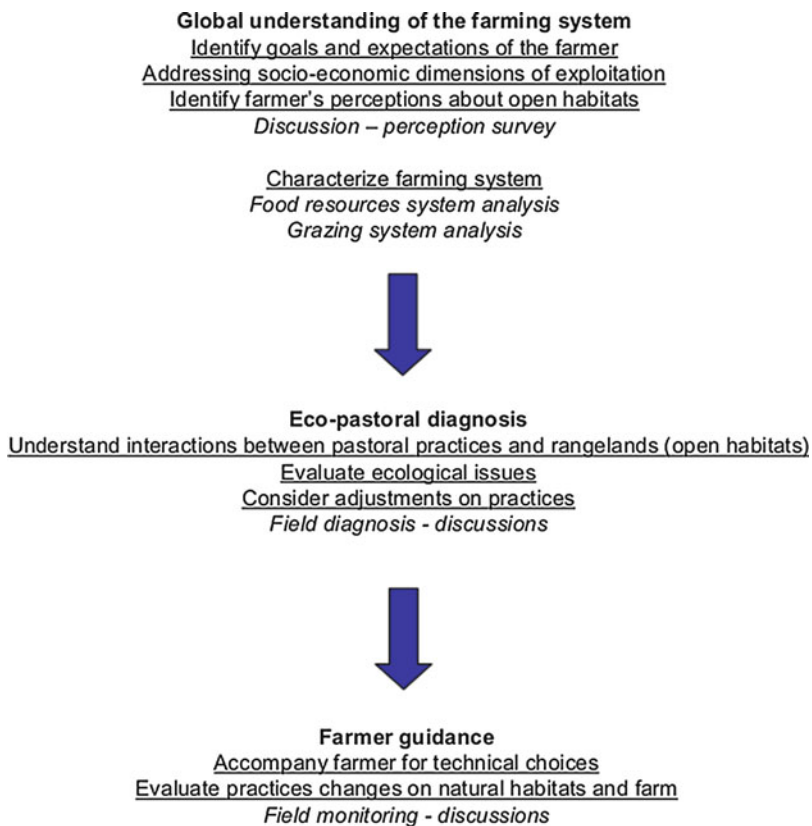 Global understanding of the farming system
Identify goals and expectations of the farmer
Addressing socio-economic dimensions of exploitation
Identify farmer's perceptions about open habitats
Discussion – perception survey
Characterize farming system
Food resources system analysis
Grazing system analysis
Eco-pastoral diagnosis
Understand interactions between pastoral practices and rangelands (open habitats)
Evaluate ecological issues
Consider adjustments on practices
Field diagnosis - discussions
Farmer guidance
Accompany farmer for technical choices
Evaluate practices changes on natural habitats and farm
Field monitoring - discussions